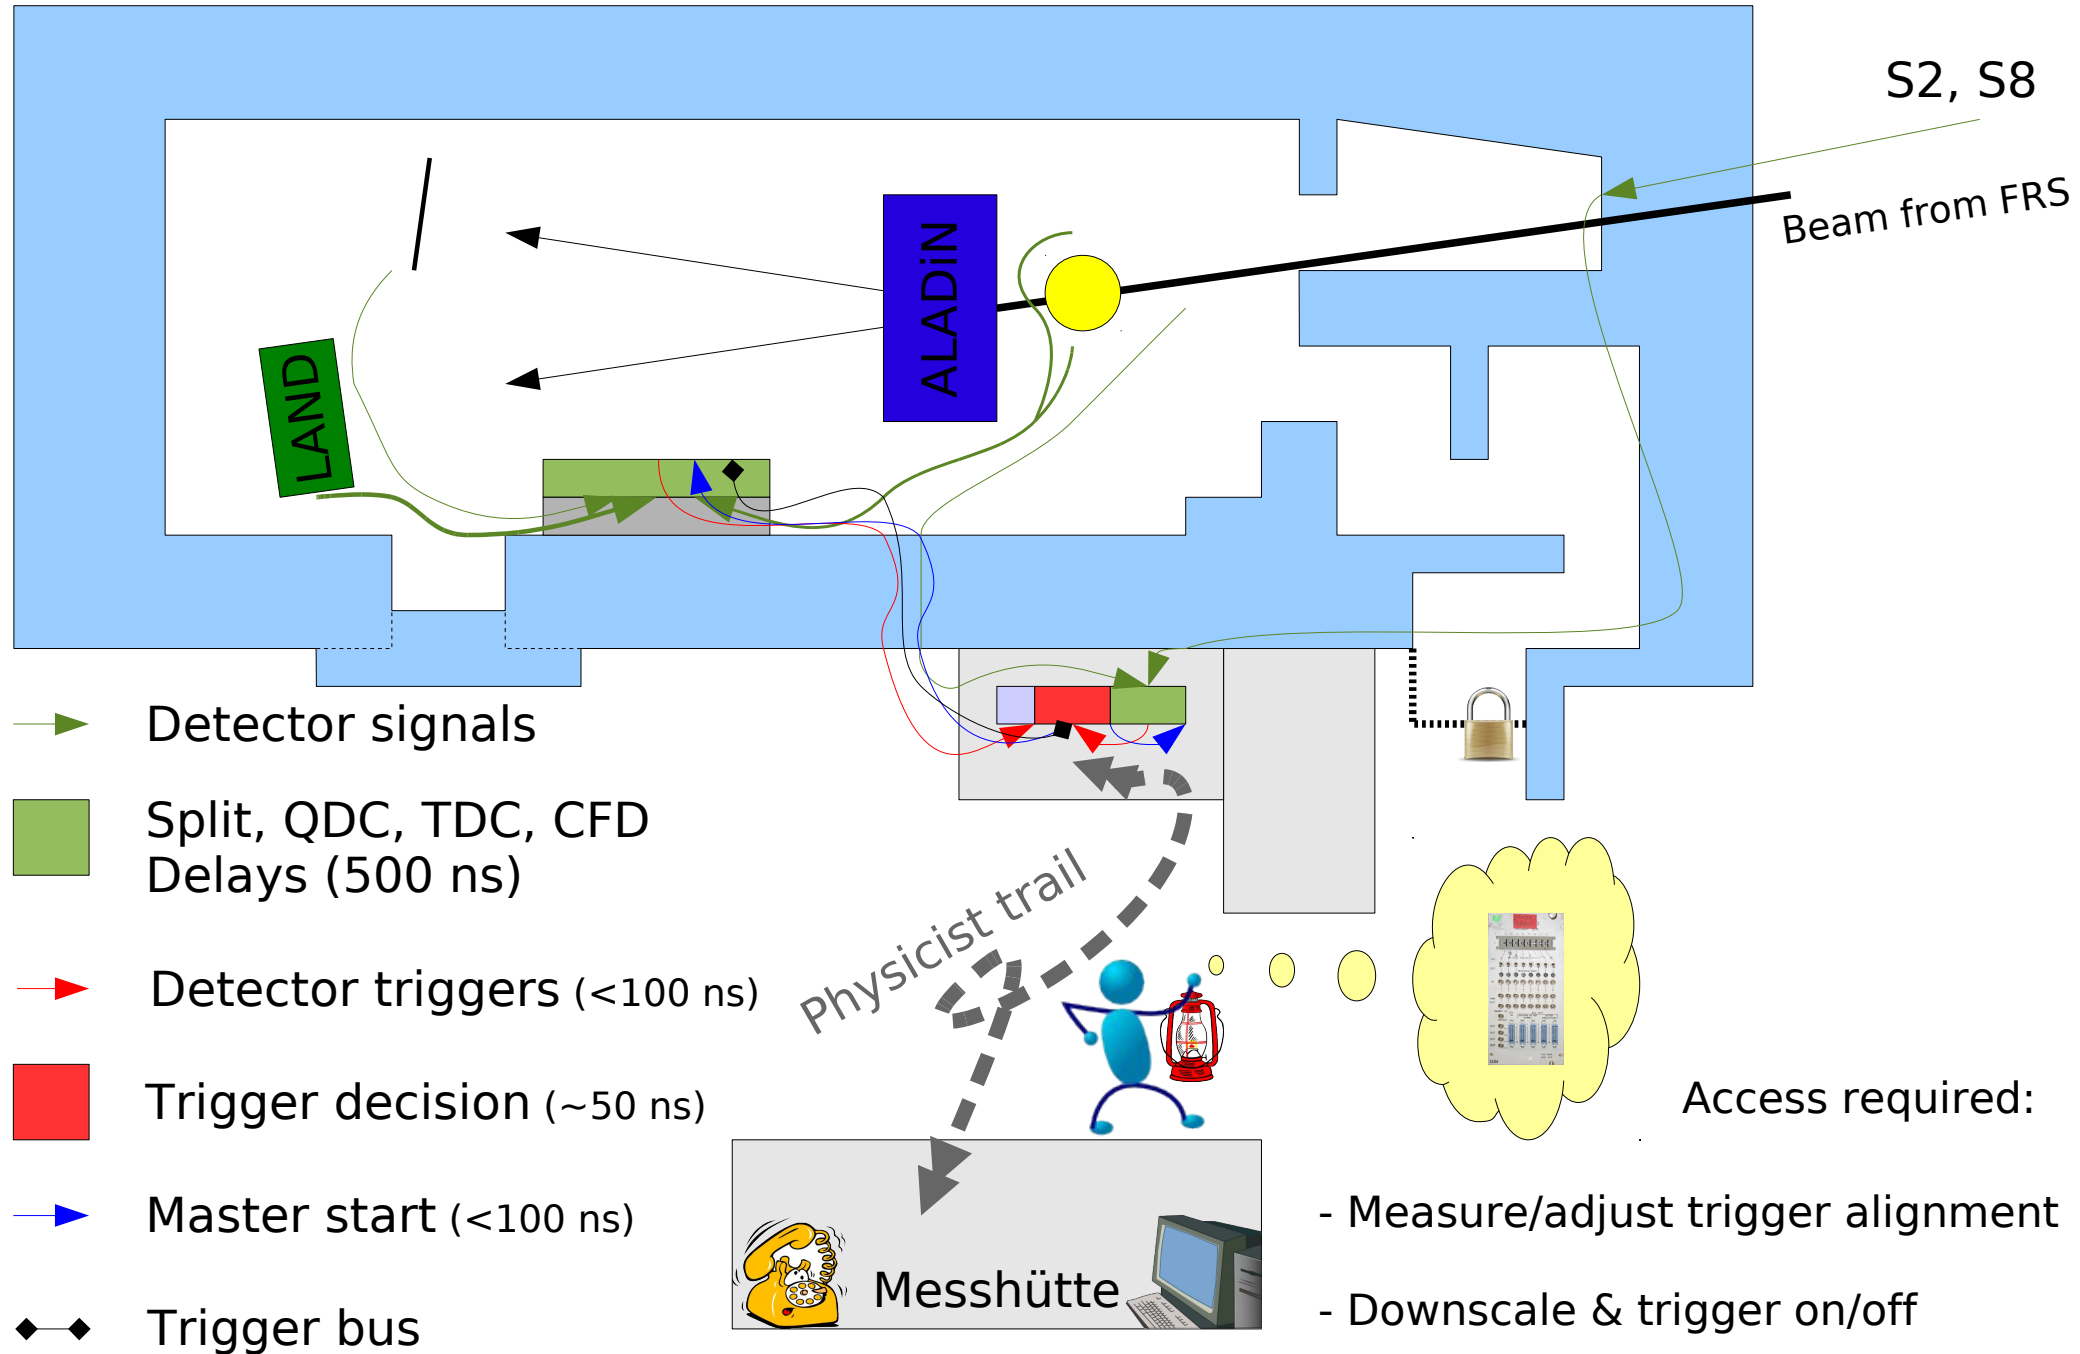 S2, S8
Beam from FRS
ALADiN
LAND
Detector signals
Split, QDC, TDC, CFD
Delays (500 ns)
Detector triggers (<100 ns)
Trigger decision (~50 ns)
Master start (<100 ns)
Trigger bus
Physicist trail
Messhütte
Access required:
- Measure/adjust trigger alignment
- Downscale & trigger on/off